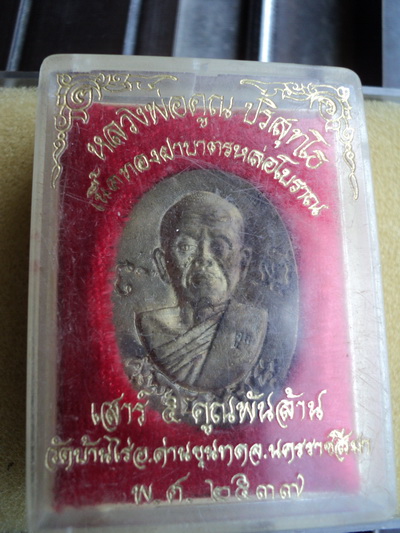 หลวงพ่อคูณ ปริสุทโธ
เนื้อทองฝาบาตรหล่อโบราณ
เสาร์ ๕ คูณพันล้าน
วัดบ้านไร่อ.ด่านขุนทดจ.นครราชสีมา
พ.ศ. ๒๕๓๗